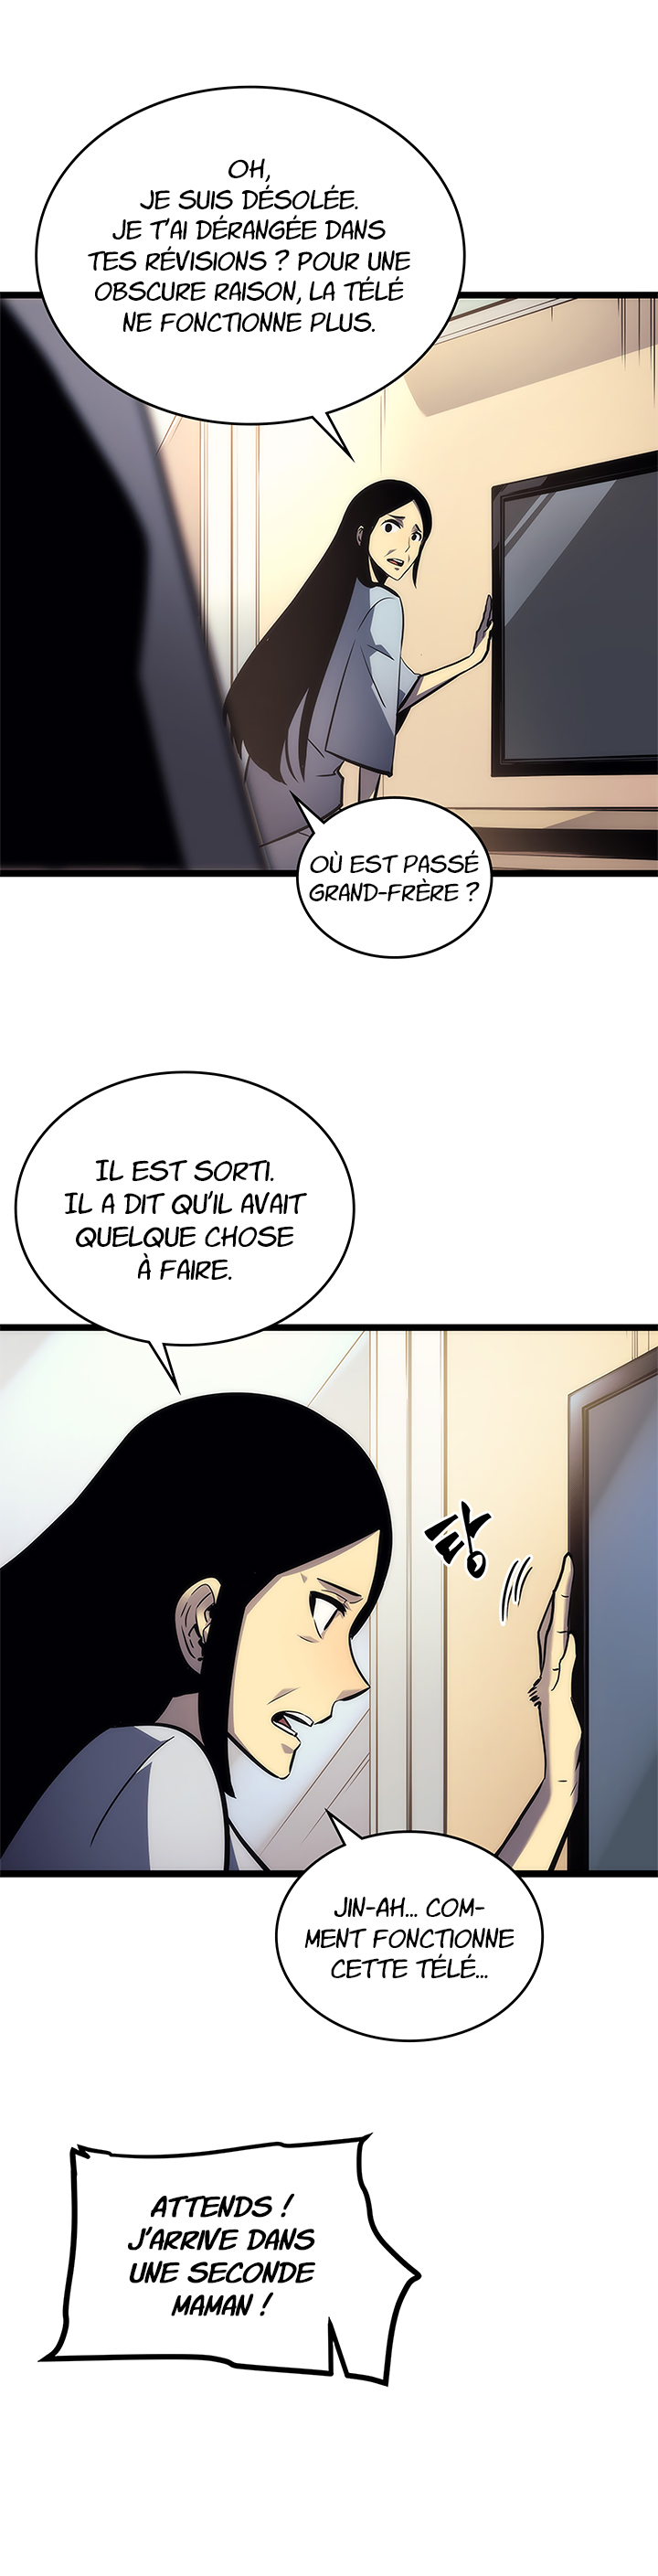 OH,
JE SUIS DÉSOLÉE.
JE T'AI DÉRANGÉE DANS
TES RÉVISIONS ? POUR UNE
OBSCURE RAISON, LA TÉLÉ
NE FONCTIONNE PLUS.
OÙ EST PASSÉ
GRAND-FRÈRE ?
IL EST SORTI.
IL A DIT QU'IL AVAIT
QUELQUE CHOSE
À FAIRE.
탕
JIN-AH... COM-
MENT FONCTIONNE
CETTE TÉLÉ...
ATTENDS !
J'ARRIVE DANS
UNE SECONDE
MAMAN !